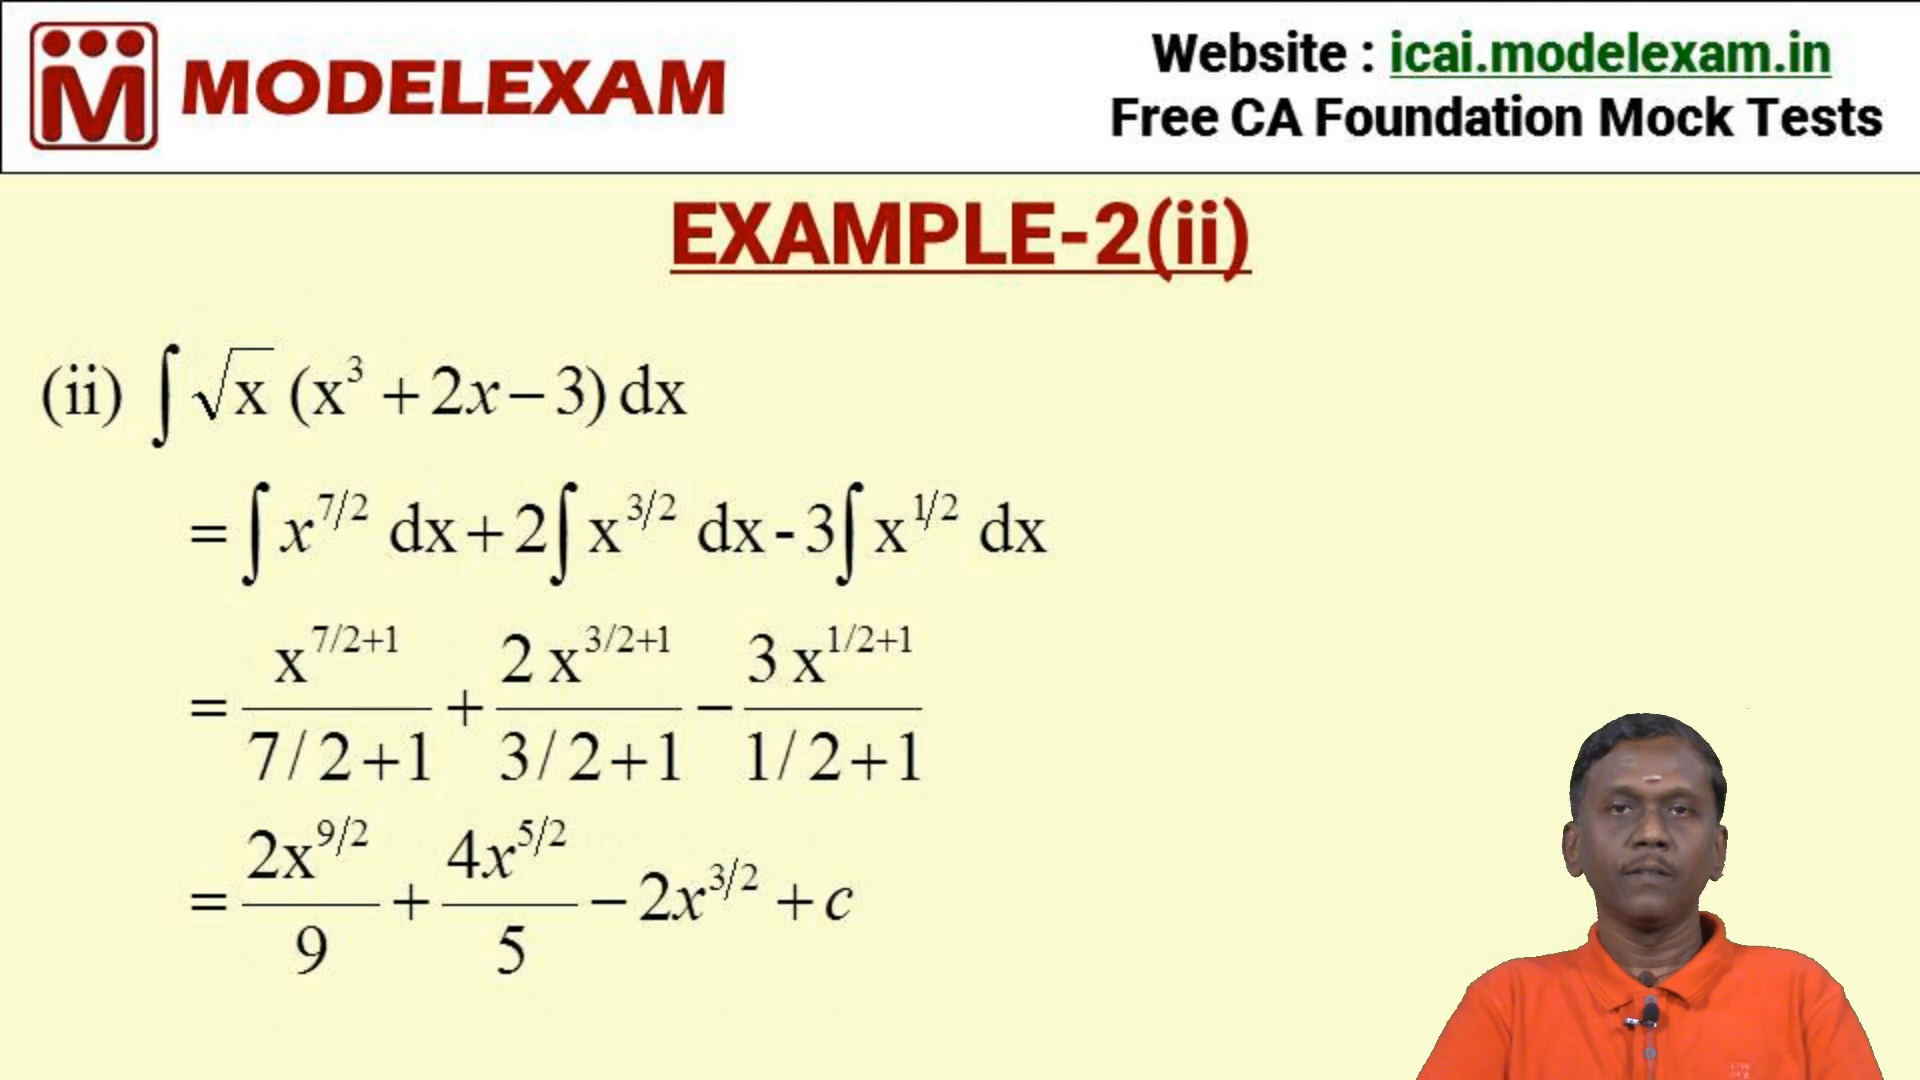 MODELEXAM
Website : icai.modelexam.in
Free CA Foundation Mock Tests
EXAMPLE-2(ii)
(ii) ∫ √x (x³ + 2x − 3) dx
= ∫ x^{7/2} dx + 2∫ x^{3/2} dx - 3∫ x^{1/2} dx
= x^{7/2+1} / (7/2+1) + 2 x^{3/2+1} / (3/2+1) − 3 x^{1/2+1} / (1/2+1)
= 2x^{9/2} / 9 + 4x^{5/2} / 5 − 2x^{3/2} + c